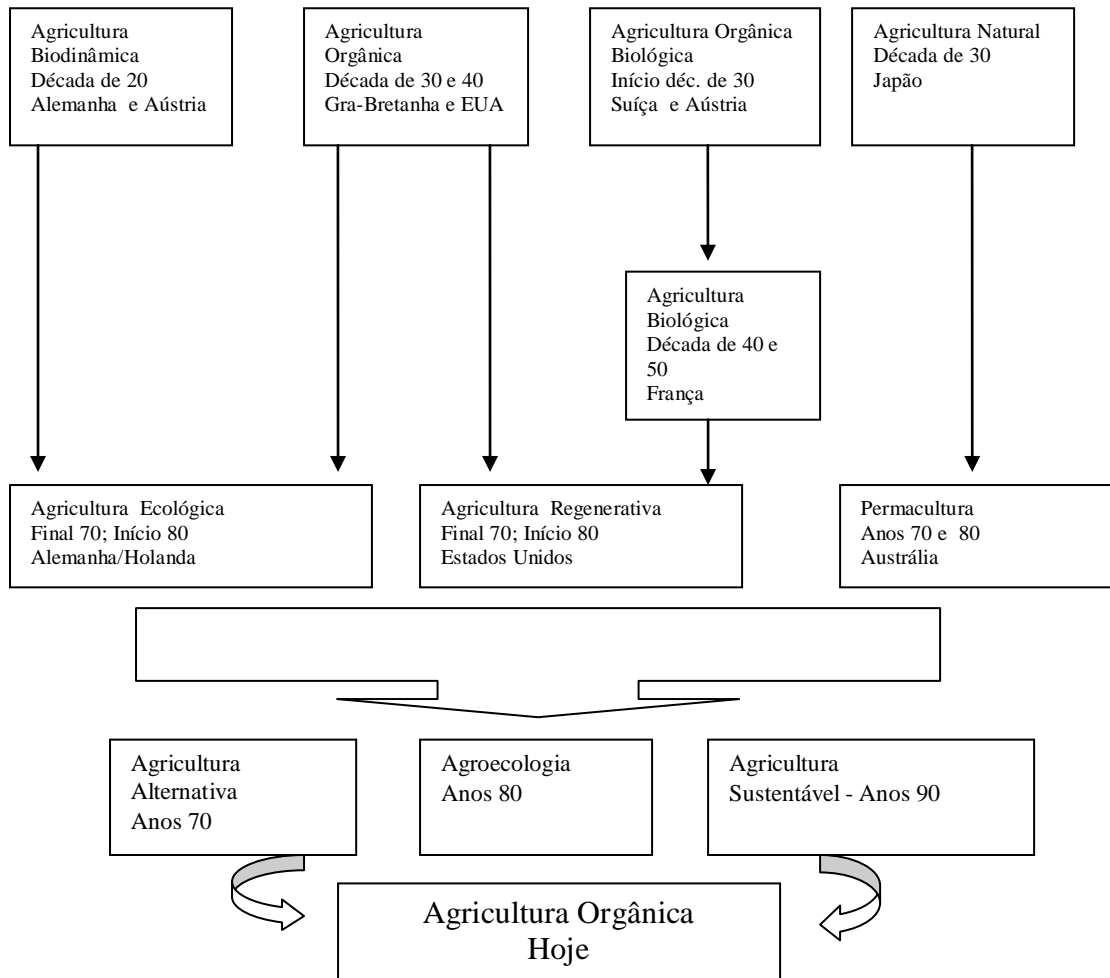 Agricultura
Biodinâmica
Década de 20
Alemanha e Aústria
Agricultura
Orgânica
Década de 30 e 40
Gra-Bretanha e EUA
Agricultura Orgânica
Biológica
Início déc. de 30
Suíça e Aústria
Agricultura Natural
Década de 30
Japão
Agricultura
Biológica
Década de 40 e
50
França
Agricultura Ecológica
Final 70; Início 80
Alemanha/Holanda
Agricultura Regenerativa
Final 70; Início 80
Estados Unidos
Permacultura
Anos 70 e 80
Austrália
Agricultura
Alternativa
Anos 70
Agroecologia
Anos 80
Agricultura
Sustentável - Anos 90
Agricultura Orgânica
Hoje